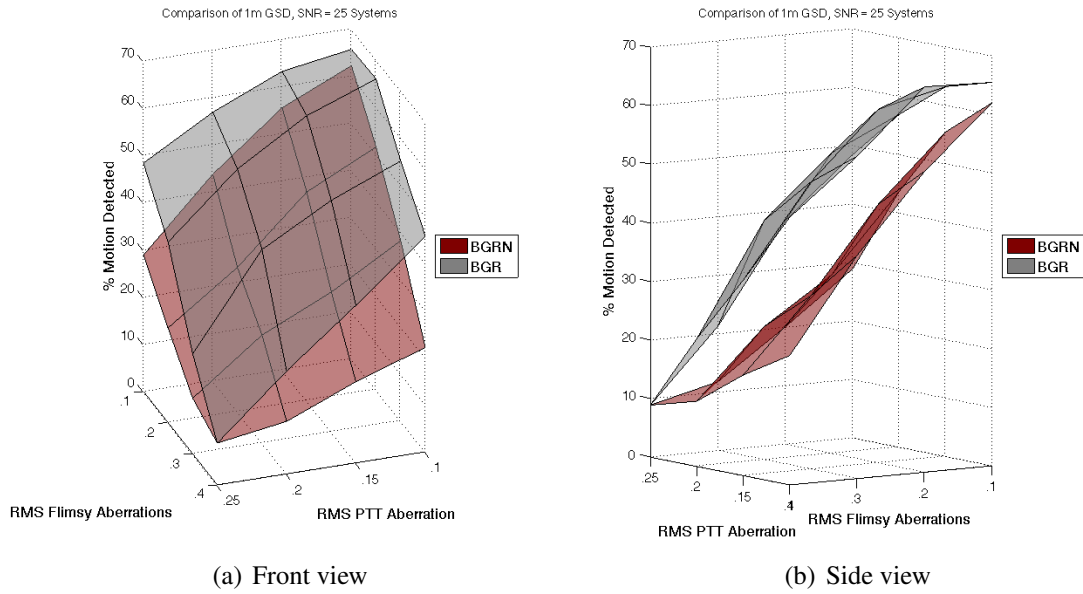 Comparison of 1m GSD, SNR = 25 Systems
70
60
50
40
30
20
10
0
% Motion Detected
.1
.2
.3
.4
RMS Flimsy Aberrations
.25
.2
.15
.1
RMS PTT Aberration
BGRN
BGR
(a) Front view
Comparison of 1m GSD, SNR = 25 Systems
70
60
50
40
30
20
10
0
% Motion Detected
.25
.2
.15
RMS PTT Aberration
.3
.2
.1
RMS Flimsy Aberrations
BGRN
BGR
(b) Side view